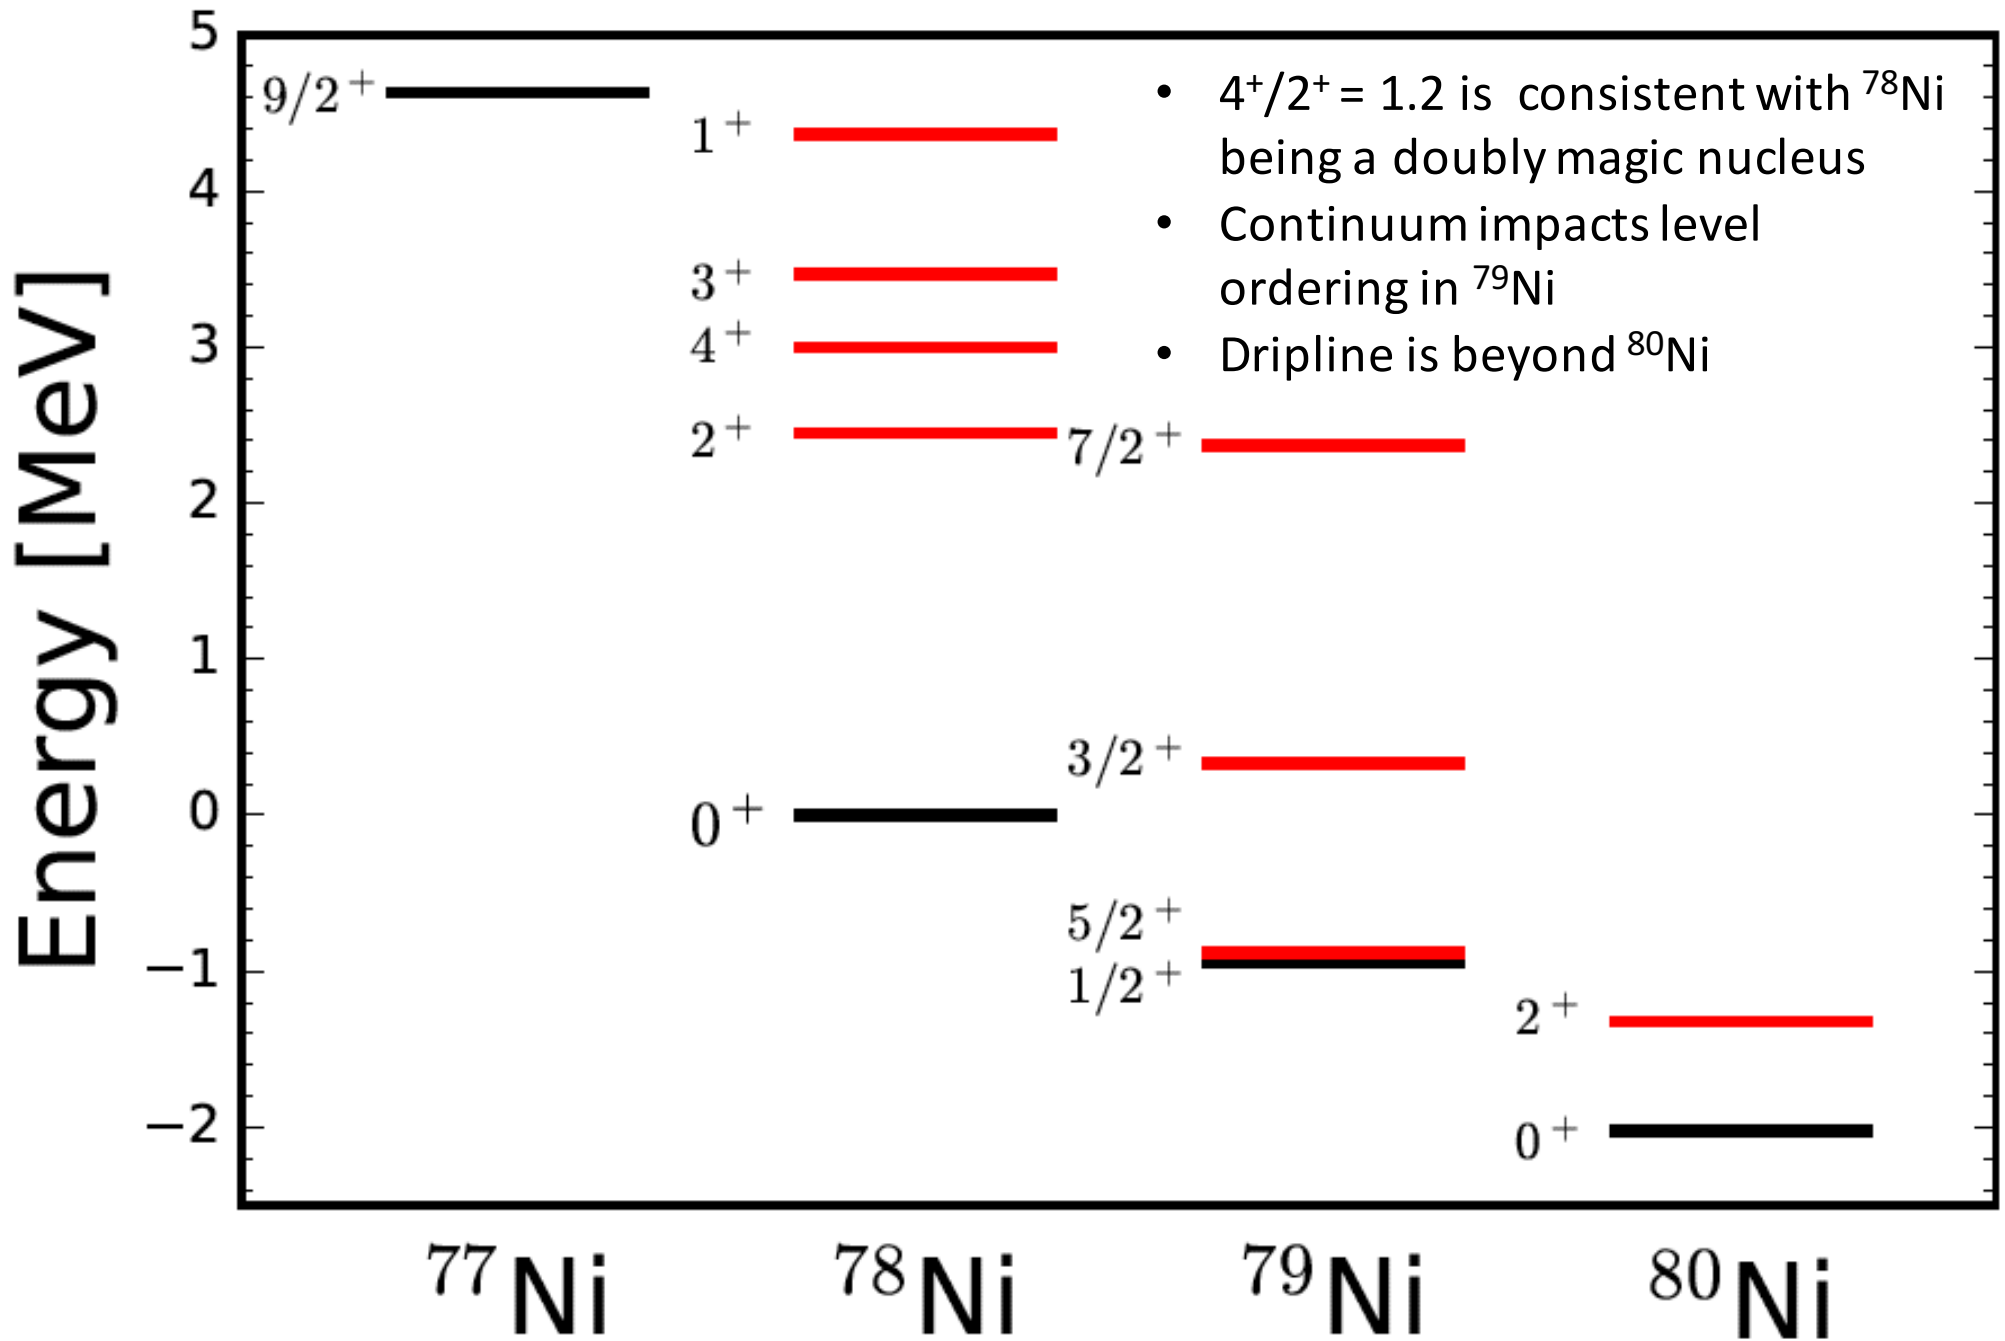 5
9/2⁺
1⁺
• 4⁺/2⁺ = 1.2 is consistent with ⁷⁸Ni
being a doubly magic nucleus
4
3⁺
• Continuum impacts level
ordering in ⁷⁹Ni
3
4⁺
• Dripline is beyond ⁸⁰Ni
2⁺
7/2⁺
2
Energy [MeV]
1
3/2⁺
0
0⁺
5/2⁺
−1
1/2⁺
2⁺
−2
0⁺
⁷⁷Ni
⁷⁸Ni
⁷⁹Ni
⁸⁰Ni